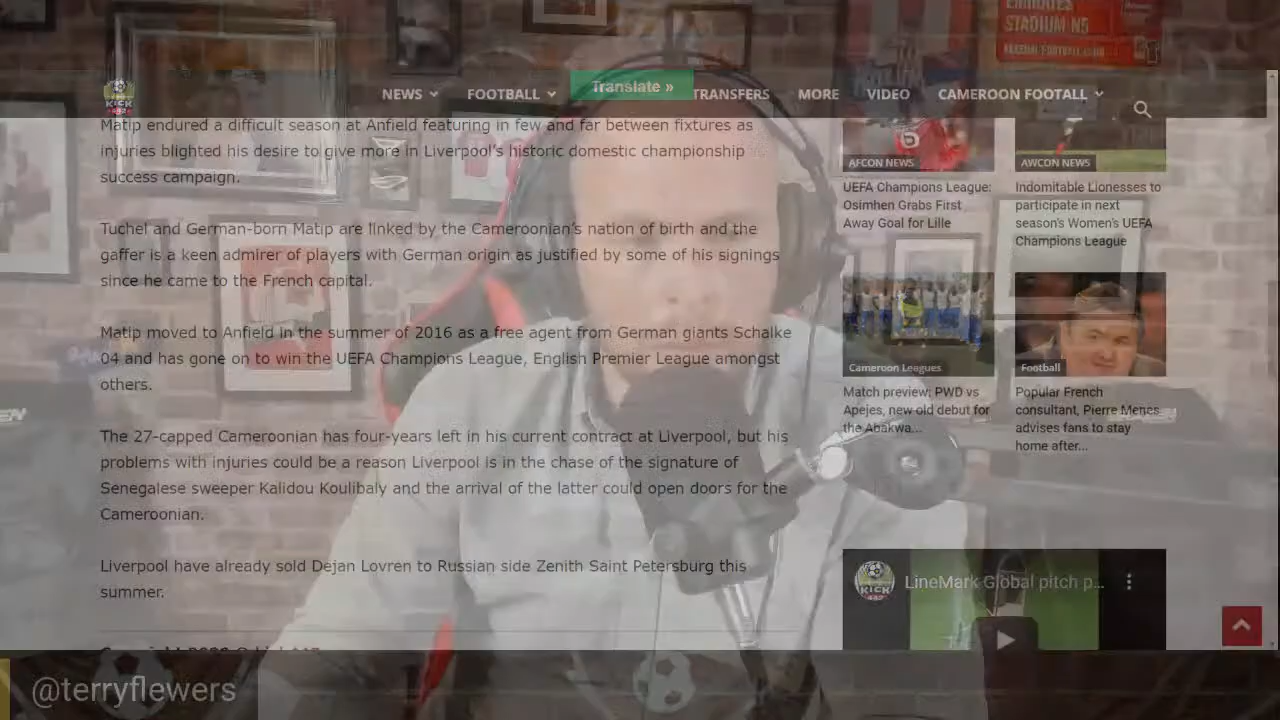 EMIRATES
STADIUM N5
NEWS
FOOTBALL
Translate »
TRANSFERS
MORE
VIDEO
CAMEROON FOOTALL
KICK
442
Matip endured a difficult season at Anfield featuring in few and far between fixtures as
injuries blighted his desire to give more in Liverpool's historic domestic championship
success campaign.
Tuchel and German-born Matip are linked by the Cameroonian's nation of birth and the
gaffer is a keen admirer of players with German origin as justified by some of his signings
since he came to the French capital.
Matip moved to Anfield in the summer of 2016 as a free agent from German giants Schalke
04 and has gone on to win the UEFA Champions League, English Premier League amongst
others.
The 27-capped Cameroonian has four-years left in his current contract at Liverpool, but his
problems with injuries could be a reason Liverpool is in the chase of the signature of
Senegalese sweeper Kalidou Koulibaly and the arrival of the latter could open doors for the
Cameroonian.
Liverpool have already sold Dejan Lovren to Russian side Zenith Saint Petersburg this
summer.
AFCON NEWS
UEFA Champions League:
Osimhen Grabs First
Away Goal for Lille
AWCON NEWS
Indomitable Lionesses to
participate in next
season's Women's UEFA
Champions League
Cameroon Leagues
Match preview: PWD vs
Apejes, new old debut for
the Abakwa...
Football
Popular French
consultant, Pierre Menes
advises fans to stay
home after...
KICK
442
LineMark Global pitch p...
@terryflewers